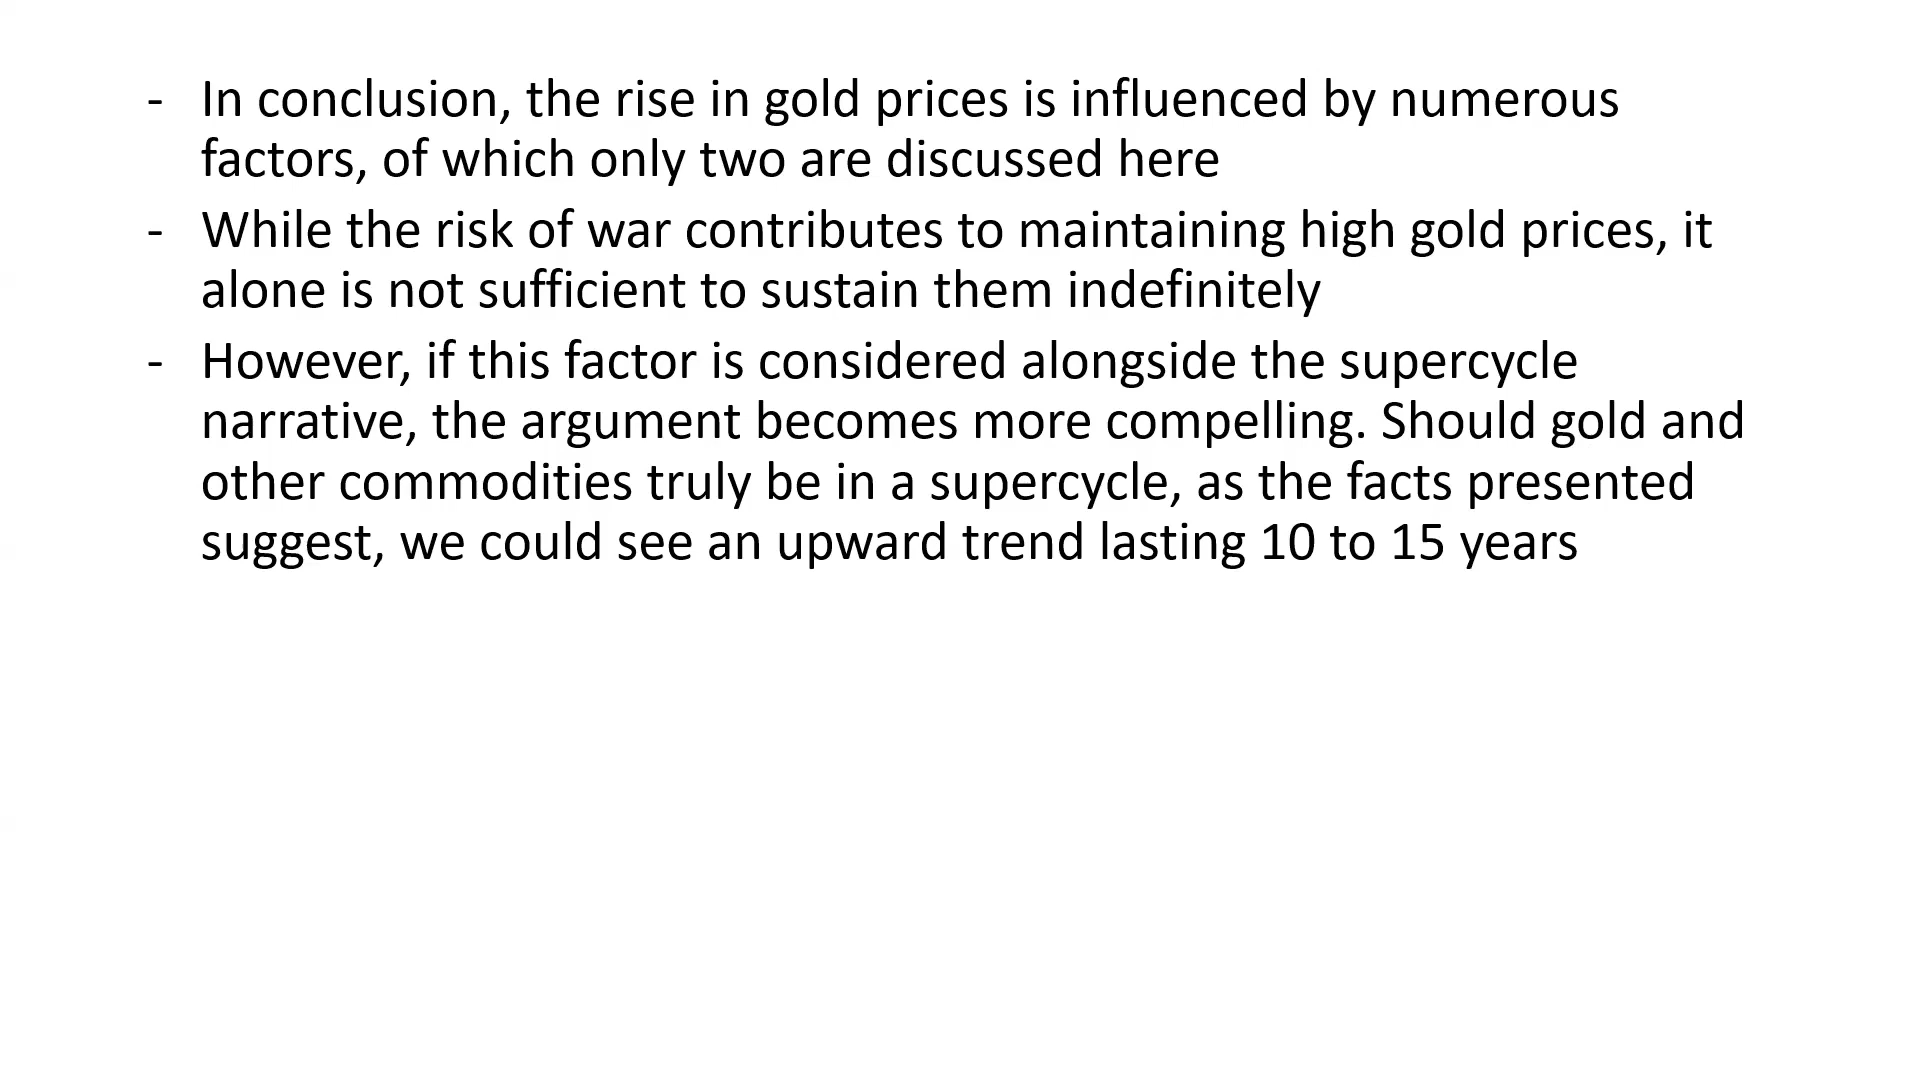 - In conclusion, the rise in gold prices is influenced by numerous
factors, of which only two are discussed here
- While the risk of war contributes to maintaining high gold prices, it
alone is not sufficient to sustain them indefinitely
- However, if this factor is considered alongside the supercycle
narrative, the argument becomes more compelling. Should gold and
other commodities truly be in a supercycle, as the facts presented
suggest, we could see an upward trend lasting 10 to 15 years